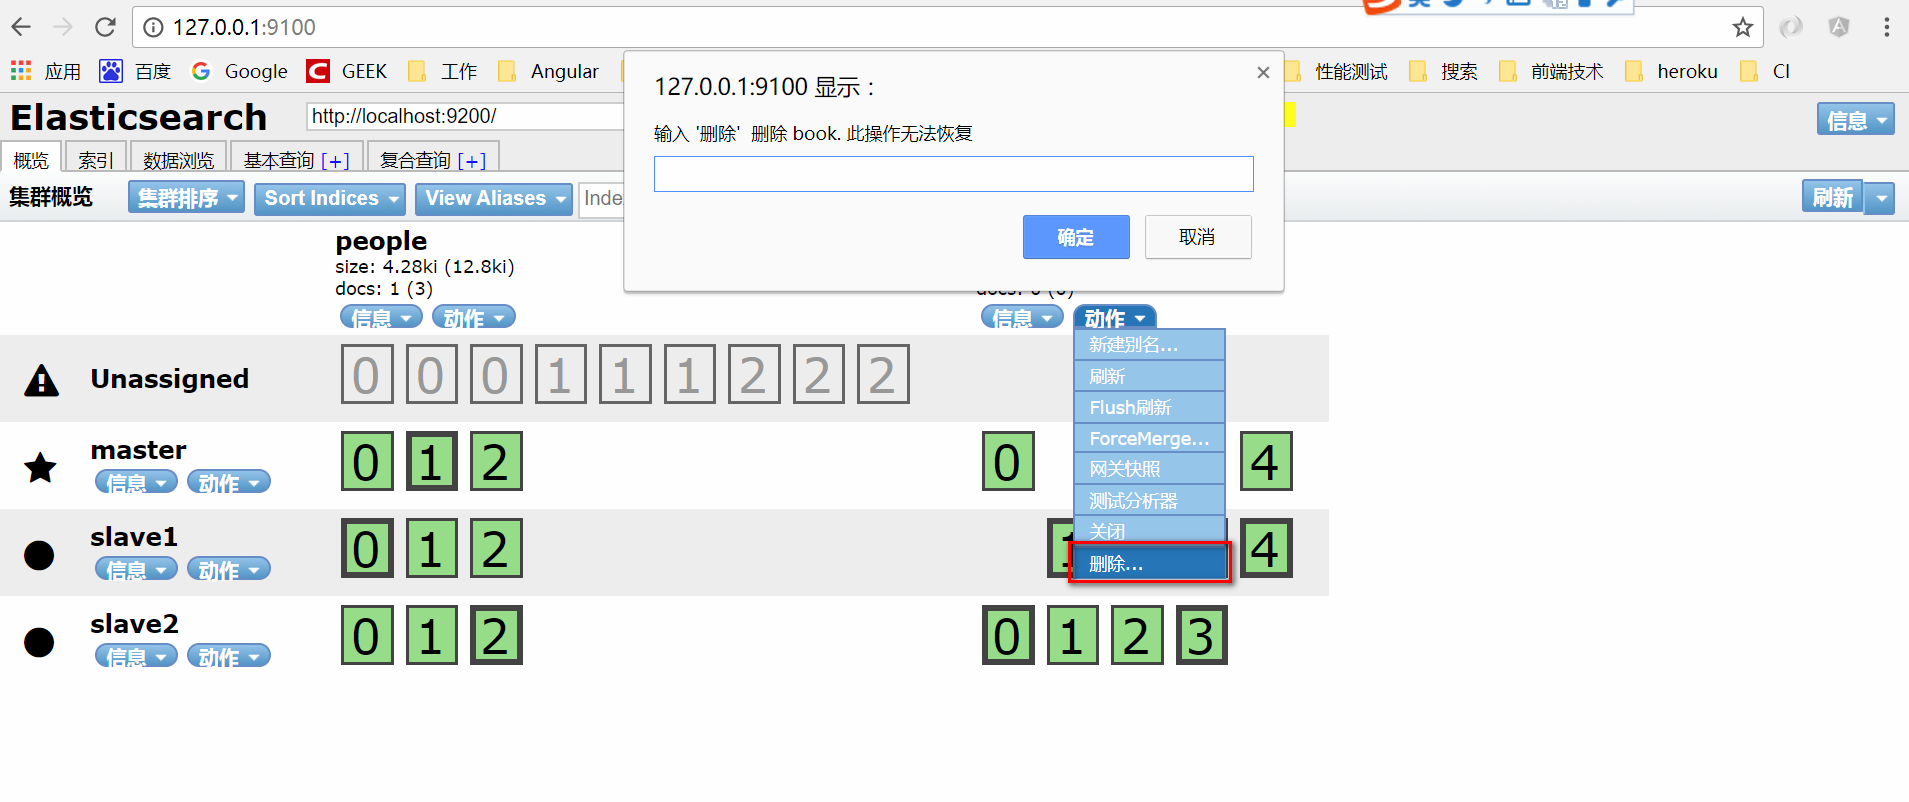 127.0.0.1:9100
应用 百度 Google GEEK 工作 Angular 性能测试 搜索 前端技术 heroku CI
127.0.0.1:9100 显示：
输入 '删除' 删除 book. 此操作无法恢复
确定 取消
Elasticsearch http://localhost:9200/ 信息
概览 索引 数据浏览 基本查询 [+] 复合查询 [+]
集群概览 集群排序 Sort Indices View Aliases Inde 刷新
people
size: 4.28ki (12.8ki)
docs: 1 (3)
信息 动作 信息 动作
新建别名...
刷新
Flush刷新
ForceMerge...
网关快照
测试分析器
关闭
删除...
Unassigned 0 0 0 1 1 1 2 2 2
master 0 1 2 0 4
信息 动作
slave1 0 1 2 1 4
信息 动作
slave2 0 1 2 0 1 2 3
信息 动作